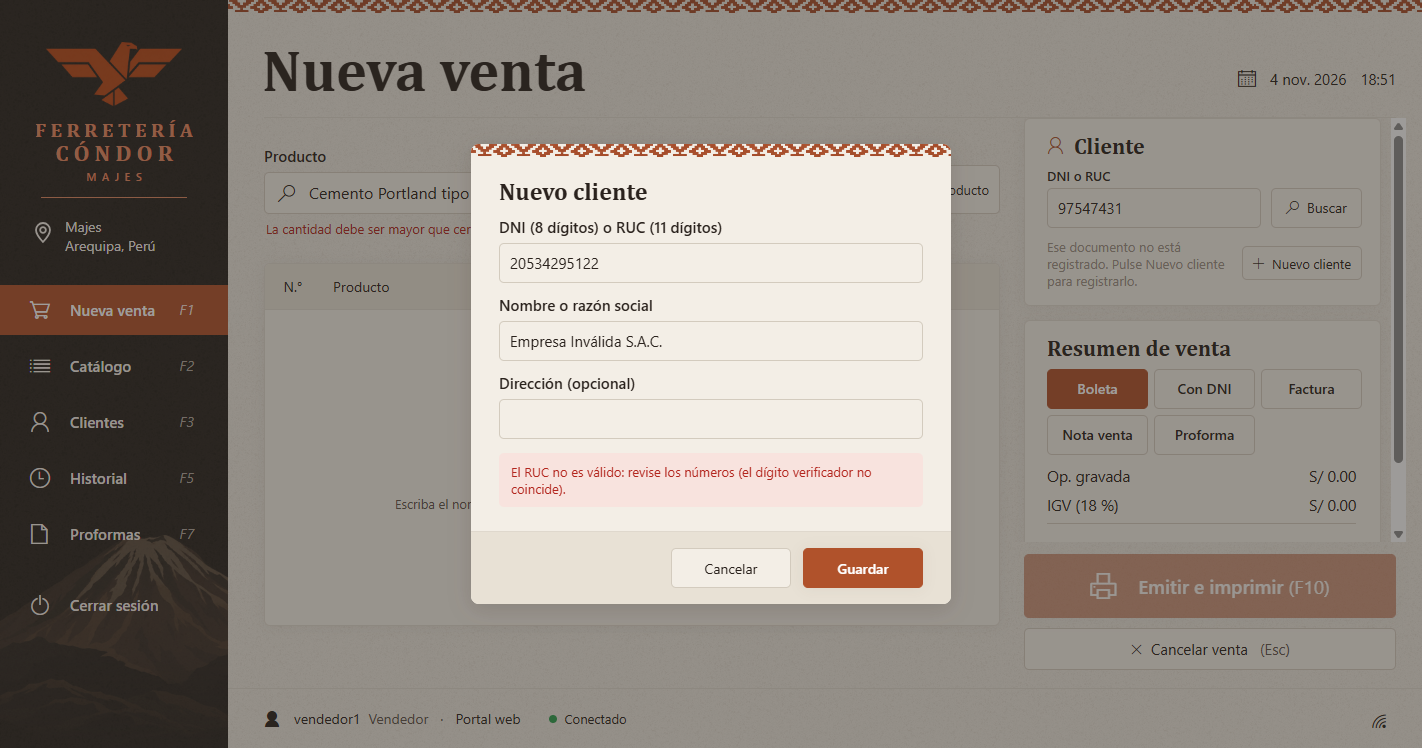 FERRETERÍA
CÓNDOR
MAJES
Majes
Arequipa, Perú
Nueva venta F1
Catálogo F2
Clientes F3
Historial F5
Proformas F7
Cerrar sesión
Nueva venta
4 nov. 2026 18:51
Producto
Cemento Portland tipo
La cantidad debe ser mayor que
N.° Producto
Escriba el
Nuevo cliente
DNI (8 dígitos) o RUC (11 dígitos)
20534295122
Nombre o razón social
Empresa Inválida S.A.C.
Dirección (opcional)
El RUC no es válido: revise los números (el dígito verificador no
coincide).
Cancelar Guardar
Cliente
DNI o RUC
97547431 Buscar
Ese documento no está
registrado. Pulse Nuevo cliente
para registrarlo.
+ Nuevo cliente
Resumen de venta
Boleta Con DNI Factura
Nota venta Proforma
Op. gravada S/ 0.00
IGV (18 %) S/ 0.00
Emitir e imprimir (F10)
Cancelar venta (Esc)
vendedor1 Vendedor · Portal web Conectado